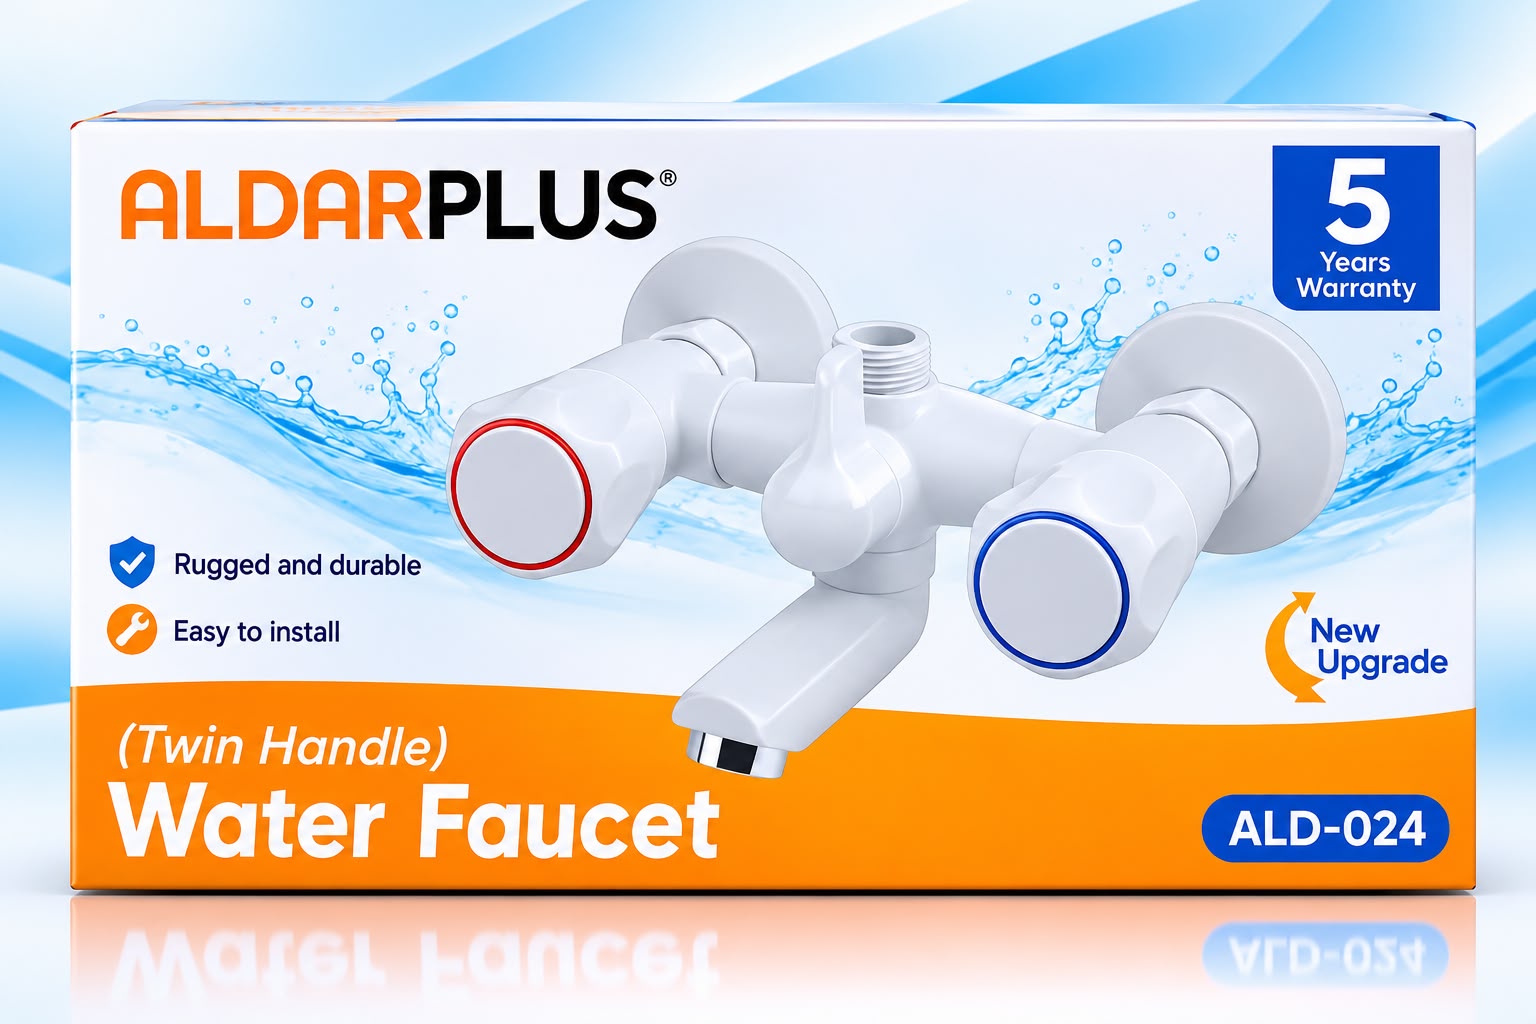 ALDARPLUS®
5
Years
Warranty
Rugged and durable
Easy to install
New
Upgrade
(Twin Handle)
Water Faucet
ALD-024